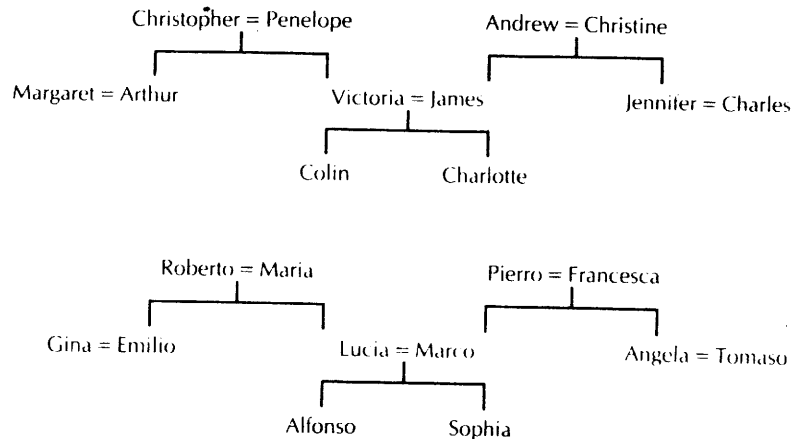 Christopher = Penelope Andrew = Christine
Margaret = Arthur Victoria = James Jennifer = Charles
Colin Charlotte
Roberto = Maria Pierro = Francesca
Gina = Emilio Lucia = Marco Angela = Tomaso
Alfonso Sophia